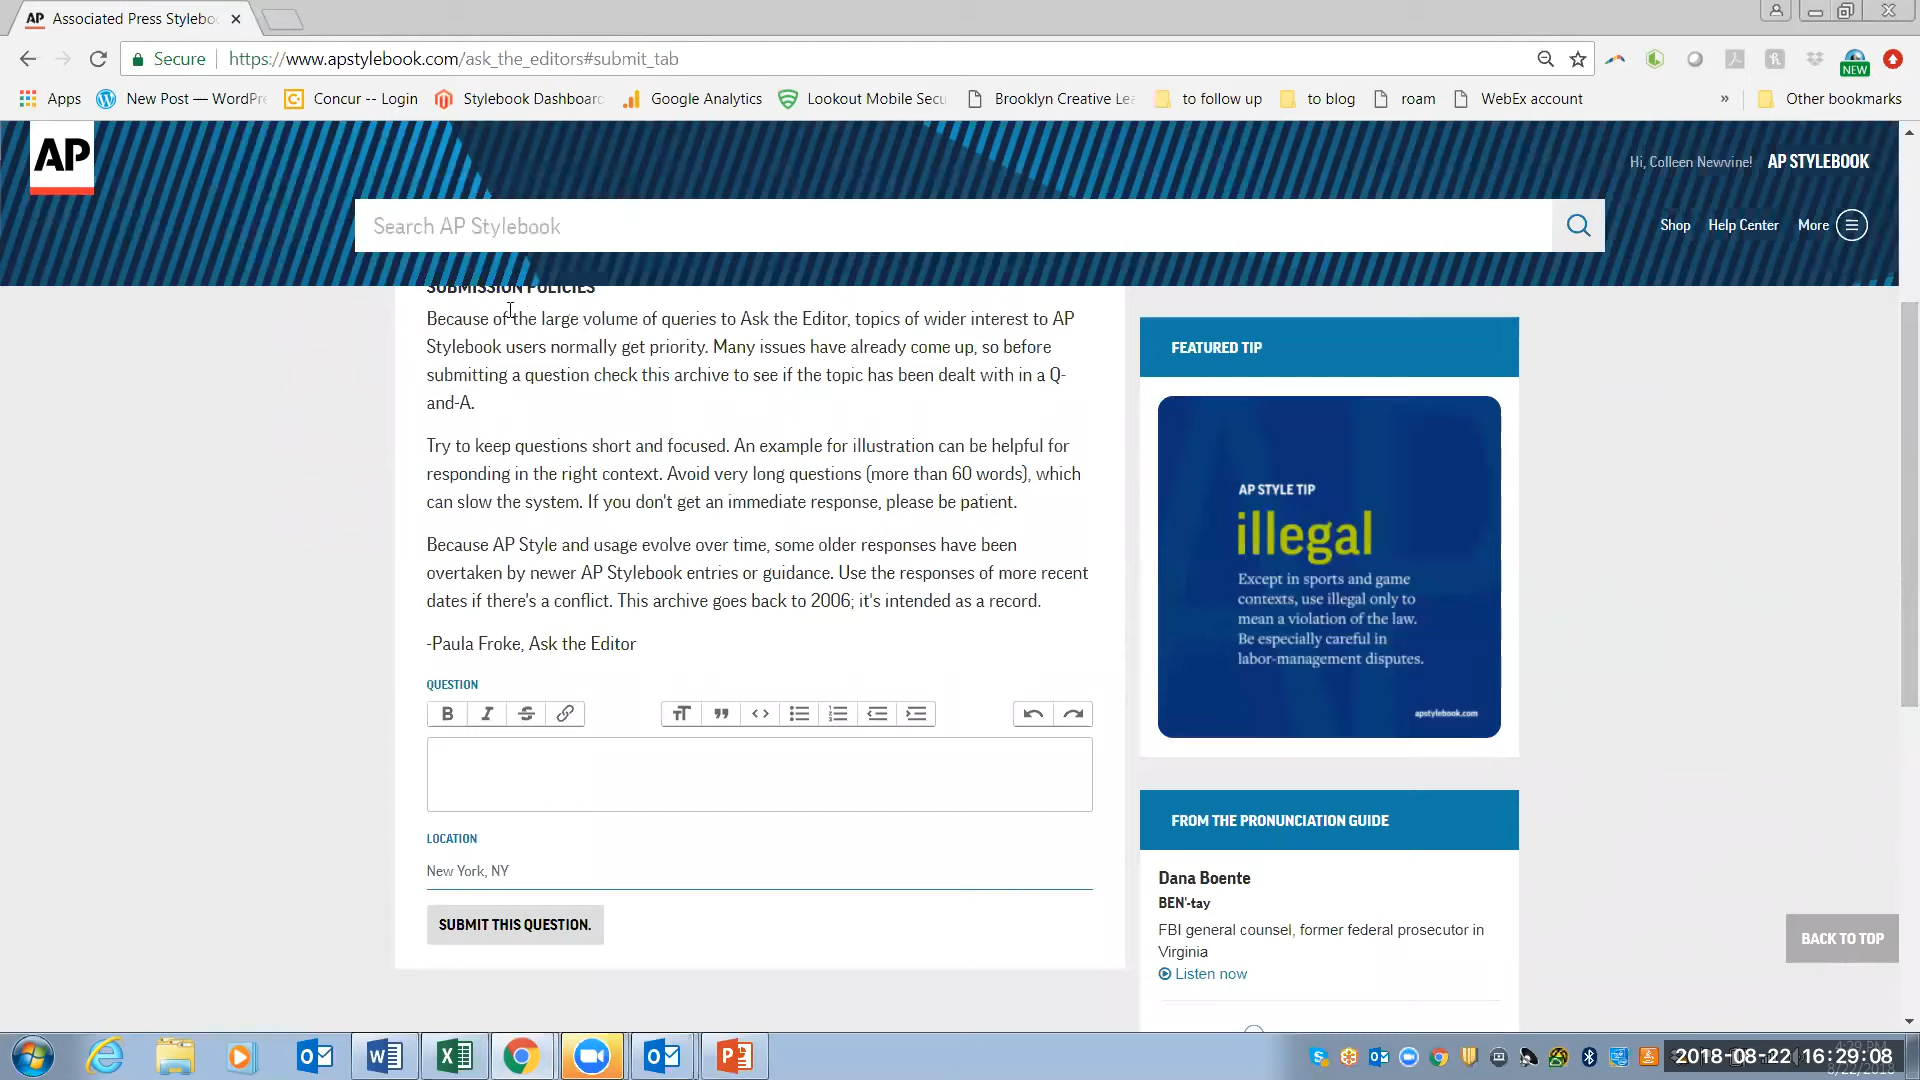 AP Associated Press Stylebo
Secure https://www.apstylebook.com/ask_the_editors#submit_tab
NEW
Apps New Post — WordPr Concur -- Login Stylebook Dashboard Google Analytics Lookout Mobile Secu Brooklyn Creative Lea to follow up to blog roam WebEx account » Other bookmarks
AP
Hi, Colleen Newvine! AP STYLEBOOK
Search AP Stylebook
Shop Help Center More
SUBMISSION POLICIES
Because of the large volume of queries to Ask the Editor, topics of wider interest to AP
Stylebook users normally get priority. Many issues have already come up, so before
submitting a question check this archive to see if the topic has been dealt with in a Q-
and-A.
Try to keep questions short and focused. An example for illustration can be helpful for
responding in the right context. Avoid very long questions (more than 60 words), which
can slow the system. If you don't get an immediate response, please be patient.
Because AP Style and usage evolve over time, some older responses have been
overtaken by newer AP Stylebook entries or guidance. Use the responses of more recent
dates if there's a conflict. This archive goes back to 2006; it's intended as a record.
-Paula Froke, Ask the Editor
QUESTION
LOCATION
New York, NY
SUBMIT THIS QUESTION.
FEATURED TIP
AP STYLE TIP
illegal
Except in sports and game
contexts, use illegal only to
mean a violation of the law.
Be especially careful in
labor-management disputes.
apstylebook.com
FROM THE PRONUNCIATION GUIDE
Dana Boente
BEN'-tay
FBI general counsel, former federal prosecutor in
Virginia
Listen now
BACK TO TOP
2018-08-22 16:29:08